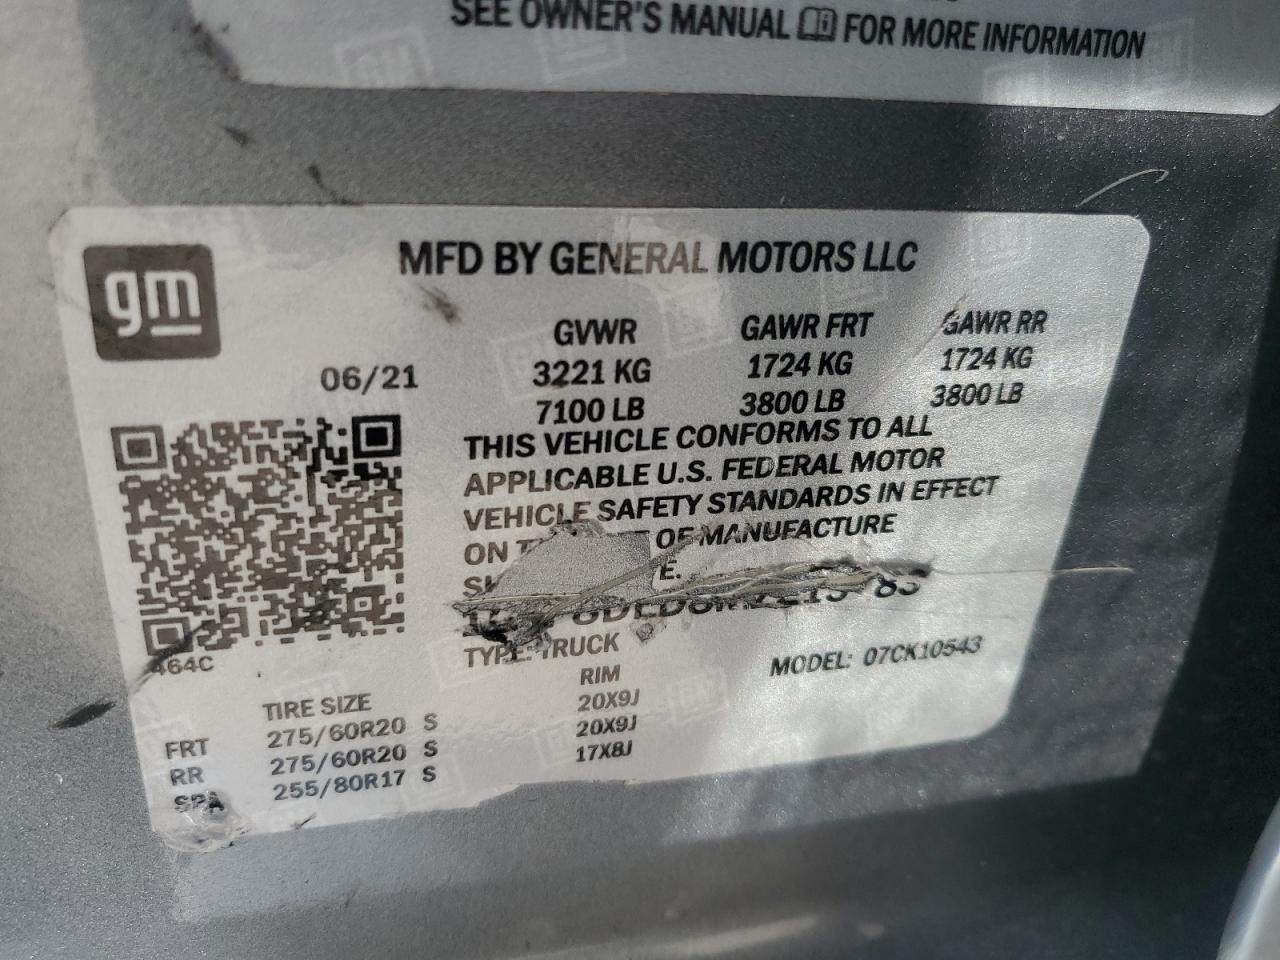 SEE OWNER'S MANUAL FOR MORE INFORMATION
gm
MFD BY GENERAL MOTORS LLC
06/21
GVWR GAWR FRT GAWR RR
3221 KG 1724 KG 1724 KG
7100 LB 3800 LB 3800 LB
THIS VEHICLE CONFORMS TO ALL
APPLICABLE U.S. FEDERAL MOTOR
VEHICLE SAFETY STANDARDS IN EFFECT
ON OF MANUFACTURE
TYPE: TRUCK
MODEL: 07CK10543
464C
TIRE SIZE RIM
FRT 275/60R20 S 20X9J
RR 275/60R20 S 20X9J
SPA 255/80R17 S 17X8J